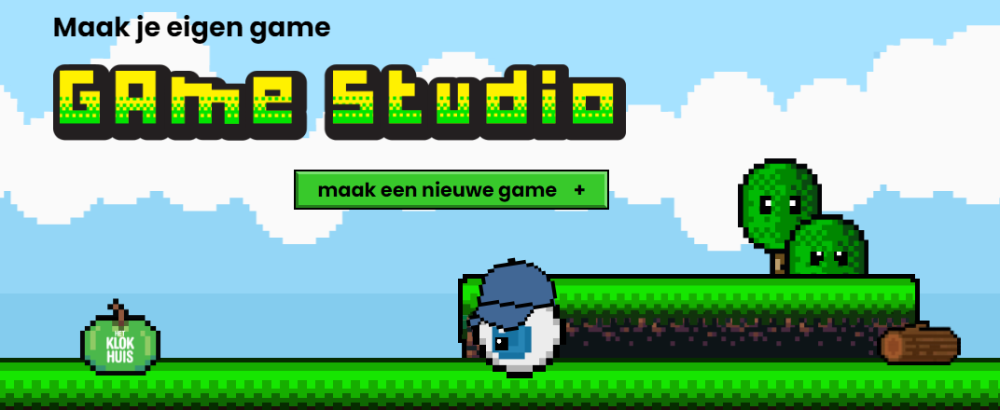 Maak je eigen game
GAme Studio
maak een nieuwe game +
HET
KLOK
HUIS